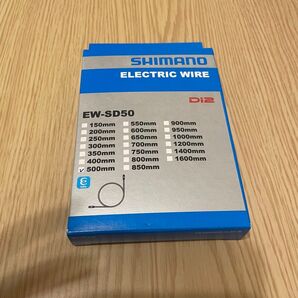 SHIMANO
ELECTRIC WIRE
Di2
EW-SD50
150mm 550mm 900mm
200mm 600mm 950mm
250mm 650mm 1000mm
300mm 700mm 1200mm
350mm 750mm 1400mm
400mm 800mm 1600mm
✓500mm 850mm